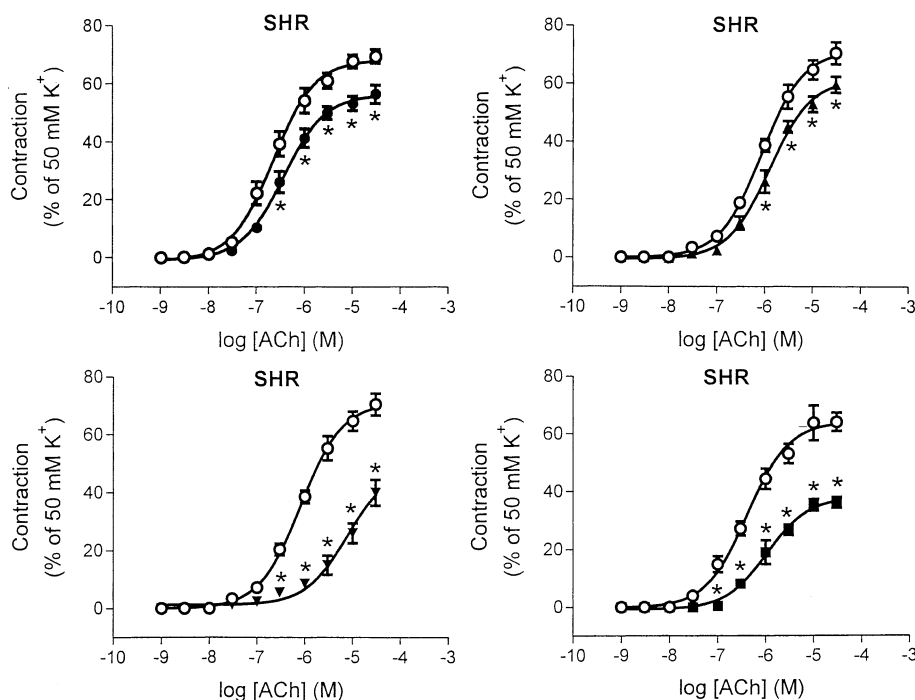 SHR
Contraction
(% of 50 mM K+)
80
60
40
20
0
*
*
*
*
*
-10 -9 -8 -7 -6 -5 -4 -3
log [ACh] (M)
SHR
Contraction
(% of 50 mM K+)
80
60
40
20
0
*
*
*
*
-10 -9 -8 -7 -6 -5 -4 -3
log [ACh] (M)
SHR
Contraction
(% of 50 mM K+)
80
60
40
20
0
*
*
*
*
*
-10 -9 -8 -7 -6 -5 -4 -3
log [ACh] (M)
SHR
Contraction
(% of 50 mM K+)
80
60
40
20
0
*
*
*
*
*
*
-10 -9 -8 -7 -6 -5 -4 -3
log [ACh] (M)